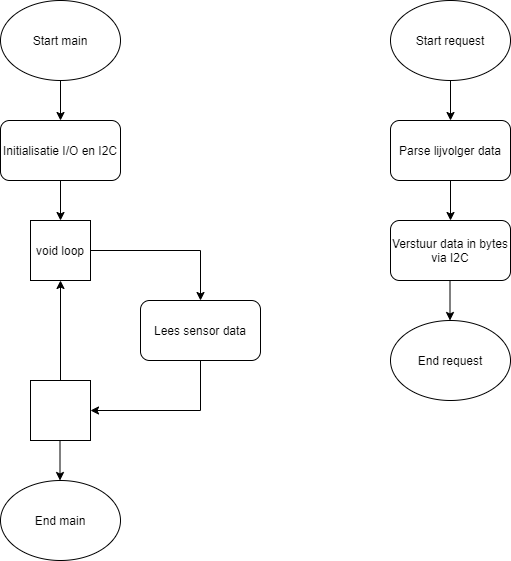 Start main
Initialisatie I/O en I2C
void loop
Lees sensor data
End main
Start request
Parse lijvolger data
Verstuur data in bytes
via I2C
End request